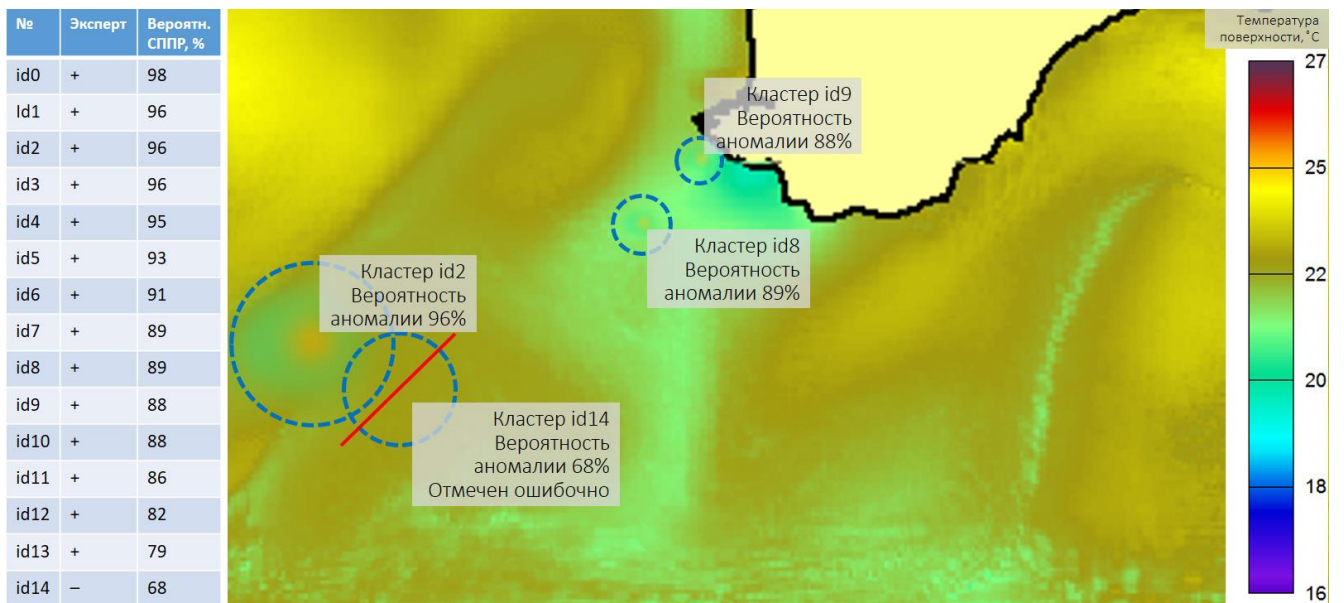 № Эксперт Вероятн. СППР, %
id0 + 98
Id1 + 96
id2 + 96
id3 + 96
id4 + 95
id5 + 93
id6 + 91
id7 + 89
id8 + 89
id9 + 88
id10 + 88
id11 + 86
id12 + 82
id13 + 79
id14 – 68
Кластер id9
Вероятность
аномалии 88%
Кластер id8
Вероятность
аномалии 89%
Кластер id2
Вероятность
аномалии 96%
Кластер id14
Вероятность
аномалии 68%
Отмечен ошибочно
Температура
поверхности,˚С
27
25
22
20
18
16